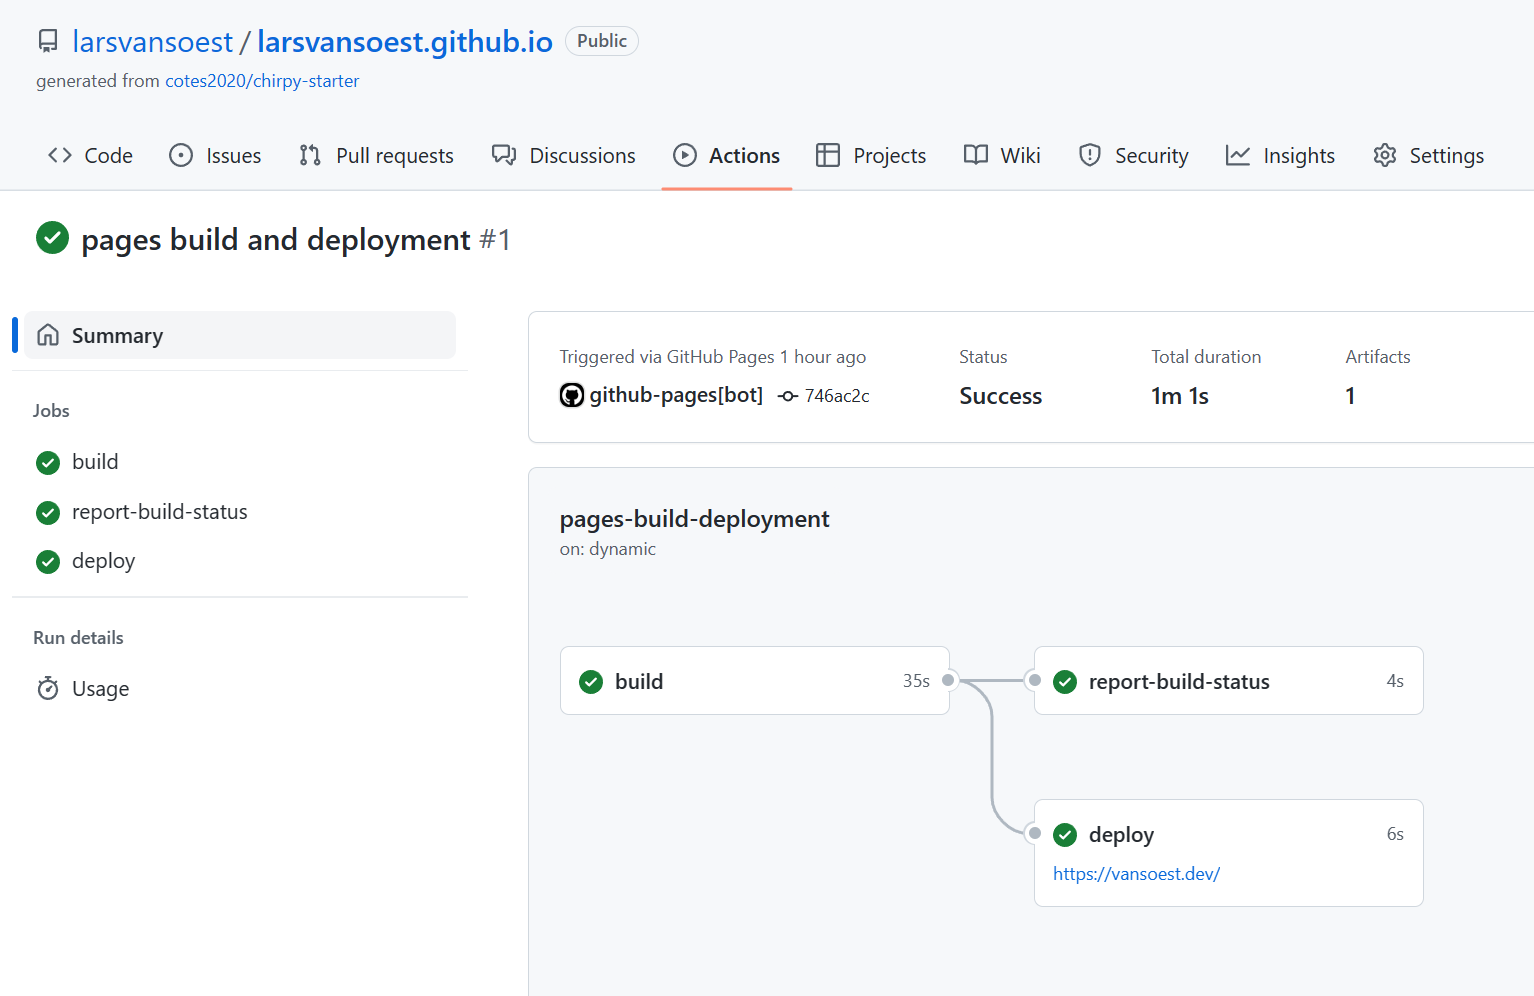 larsvansoest / larsvansoest.github.io Public
generated from cotes2020/chirpy-starter
Code Issues Pull requests Discussions Actions Projects Wiki Security Insights Settings
pages build and deployment #1
Summary
Jobs
build
report-build-status
deploy
Run details
Usage
Triggered via GitHub Pages 1 hour ago
github-pages[bot] 746ac2c
Status
Success
Total duration
1m 1s
Artifacts
1
pages-build-deployment
on: dynamic
build 35s
report-build-status 4s
deploy 6s
https://vansoest.dev/